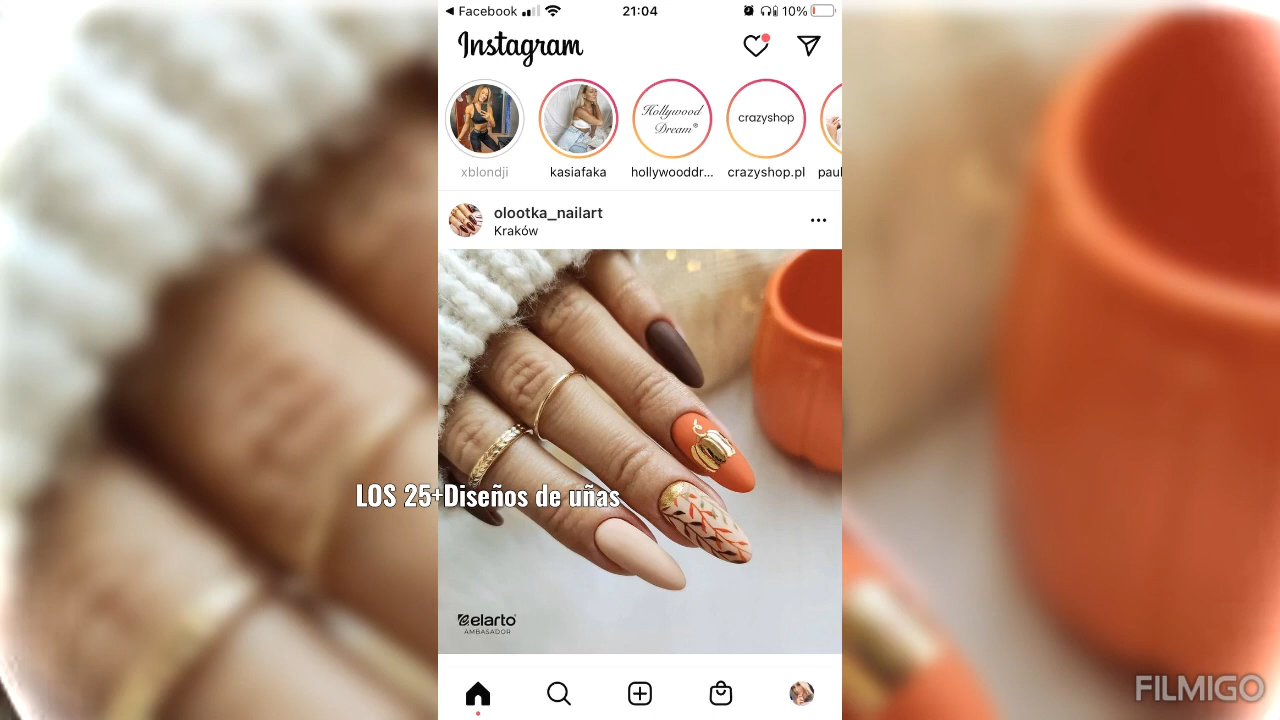 Facebook
21:04
10%
Instagram
Hollywood
Dream®
crazyshop
xblondji
kasiafaka
hollywooddr...
crazyshop.pl
paul
olootka_nailart
Kraków
LOS 25+Diseños de uñas
elarto
AMBASADOR
FILMIGO